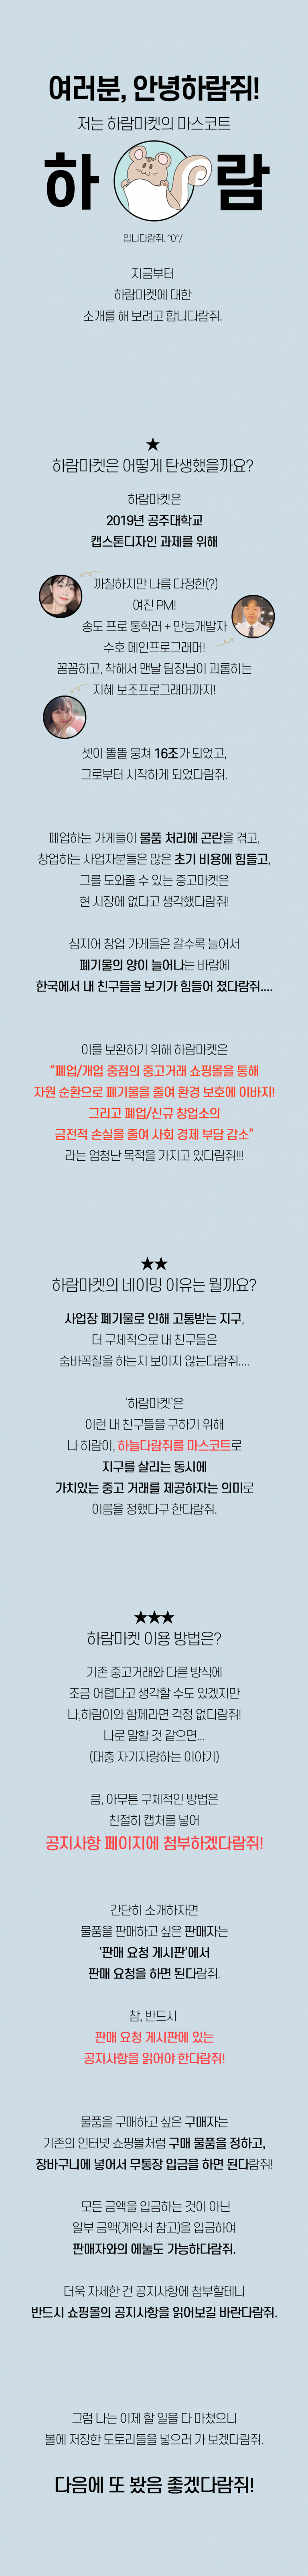 여러분, 안녕하람쥐!
저는 하람마켓의 마스코트
하람
입니다람쥐. ^0^/
지금부터
하람마켓에 대한
소개를 해 보려고 합니다람쥐.
★
하람마켓은 어떻게 탄생했을까요?
하람마켓은
2019년 공주대학교
캡스톤디자인 과제를 위해
까칠하지만 나름 다정한(?)
여진 PM!
송도 프로 통학러 + 만능개발자
수호 메인프로그래머!
꼼꼼하고, 착해서 맨날 팀장님이 괴롭히는
지혜 보조프로그래머까지!
셋이 똘똘 뭉쳐 16조가 되었고,
그로부터 시작하게 되었다람쥐.
폐업하는 가게들이 물품 처리에 곤란을 겪고,
창업하는 사업자분들은 많은 초기 비용에 힘들고,
그를 도와줄 수 있는 중고마켓은
현 시장에 없다고 생각했다람쥐!
심지어 창업 가게들은 갈수록 늘어서
폐기물의 양이 늘어나는 바람에
한국에서 내 친구들을 보기가 힘들어 졌다람쥐....
이를 보완하기 위해 하람마켓은
“폐업/개업 중점의 중고거래 쇼핑몰을 통해
자원 순환으로 폐기물을 줄여 환경 보호에 이바지!
그리고 폐업/신규 창업소의
금전적 손실을 줄여 사회 경제 부담 감소”
라는 엄청난 목적을 가지고 있다람쥐!!!
★★
하람마켓의 네이밍 이유는 뭘까요?
사업장 폐기물로 인해 고통받는 지구,
더 구체적으로 내 친구들은
숨바꼭질을 하는지 보이지 않는다람쥐....
‘하람마켓’은
이런 내 친구들을 구하기 위해
나 하람이, 하늘다람쥐를 마스코트로
지구를 살리는 동시에
가치있는 중고 거래를 제공하자는 의미로
이름을 정했다구 한다람쥐.
★★★
하람마켓 이용 방법은?
기존 중고거래와 다른 방식에
조금 어렵다고 생각할 수도 있겠지만
나,하람이와 함께라면 걱정 없다람쥐!
나로 말할 것 같으면...
(대충 자기자랑하는 이야기)
큼, 아무튼 구체적인 방법은
친절히 캡처를 넣어
공지사항 페이지에 첨부하겠다람쥐!
간단히 소개하자면
물품을 판매하고 싶은 판매자는
‘판매 요청 게시판’에서
판매 요청을 하면 된다람쥐.
참, 반드시
판매 요청 게시판에 있는
공지사항을 읽어야 한다람쥐!
물품을 구매하고 싶은 구매자는
기존의 인터넷 쇼핑몰처럼 구매 물품을 정하고,
장바구니에 넣어서 무통장 입금을 하면 된다람쥐!
모든 금액을 입금하는 것이 아닌
일부 금액(계약서 참고)을 입금하여
판매자와의 에눌도 가능하다람쥐.
더욱 자세한 건 공지사항에 첨부할테니
반드시 쇼핑몰의 공지사항을 읽어보길 바란다람쥐.
그럼 나는 이제 할 일을 다 마쳤으니
볼에 저장한 도토리들을 넣으러 가 보겠다람쥐.
다음에 또 봤음 좋겠다람쥐!